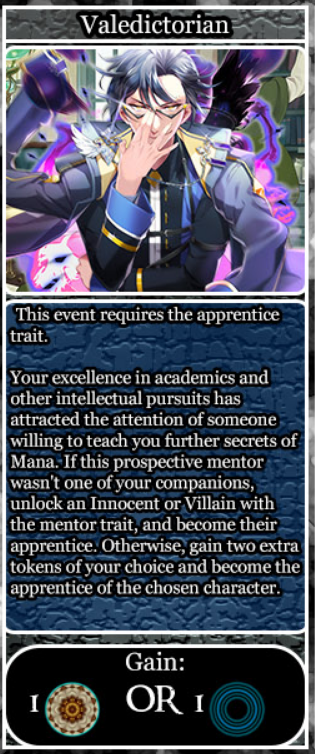 Valedictorian
This event requires the apprentice
trait.
Your excellence in academics and
other intellectual pursuits has
attracted the attention of someone
willing to teach you further secrets of
Mana. If this prospective mentor
wasn't one of your companions,
unlock an Innocent or Villain with
the mentor trait, and become their
apprentice. Otherwise, gain two extra
tokens of your choice and become the
apprentice of the chosen character.
Gain:
1 OR 1